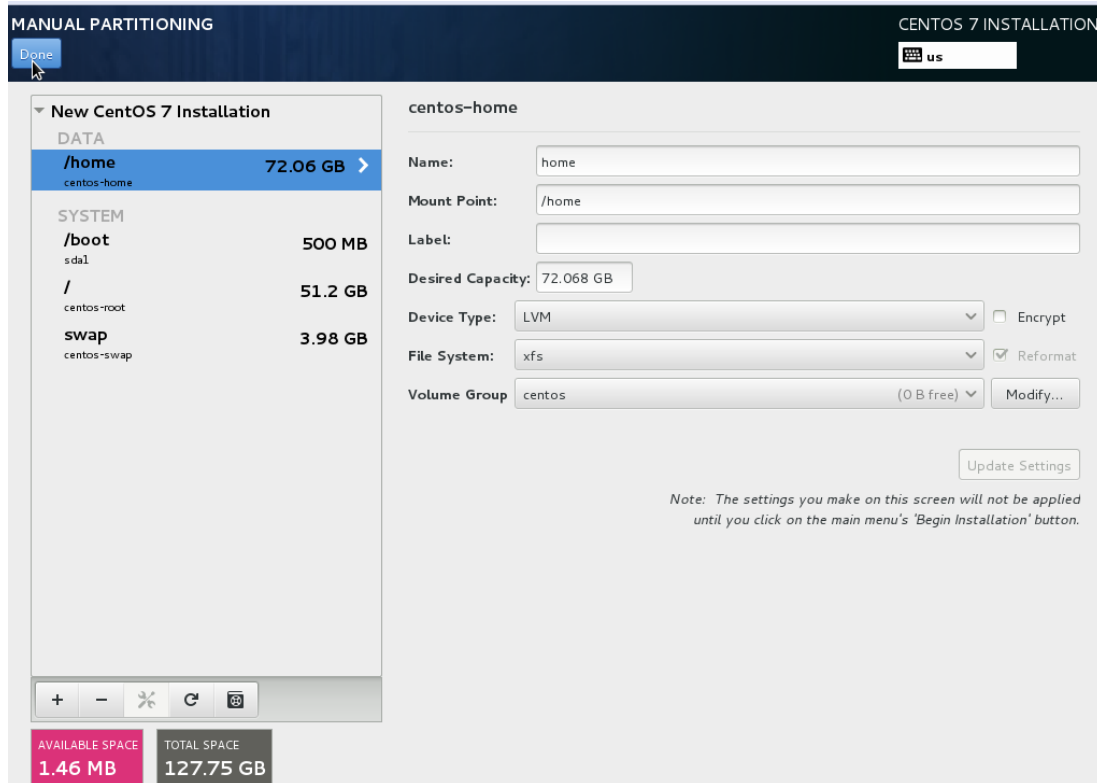 MANUAL PARTITIONING
CENTOS 7 INSTALLATION
Done
us
New CentOS 7 Installation
DATA
/home 72.06 GB
centos-home
SYSTEM
/boot 500 MB
sda1
/ 51.2 GB
centos-root
swap 3.98 GB
centos-swap
centos-home
Name: home
Mount Point: /home
Label:
Desired Capacity: 72.068 GB
Device Type: LVM Encrypt
File System: xfs Reformat
Volume Group centos (0 B free) Modify...
Update Settings
Note: The settings you make on this screen will not be applied
until you click on the main menu's 'Begin Installation' button.
+ −
AVAILABLE SPACE
1.46 MB
TOTAL SPACE
127.75 GB